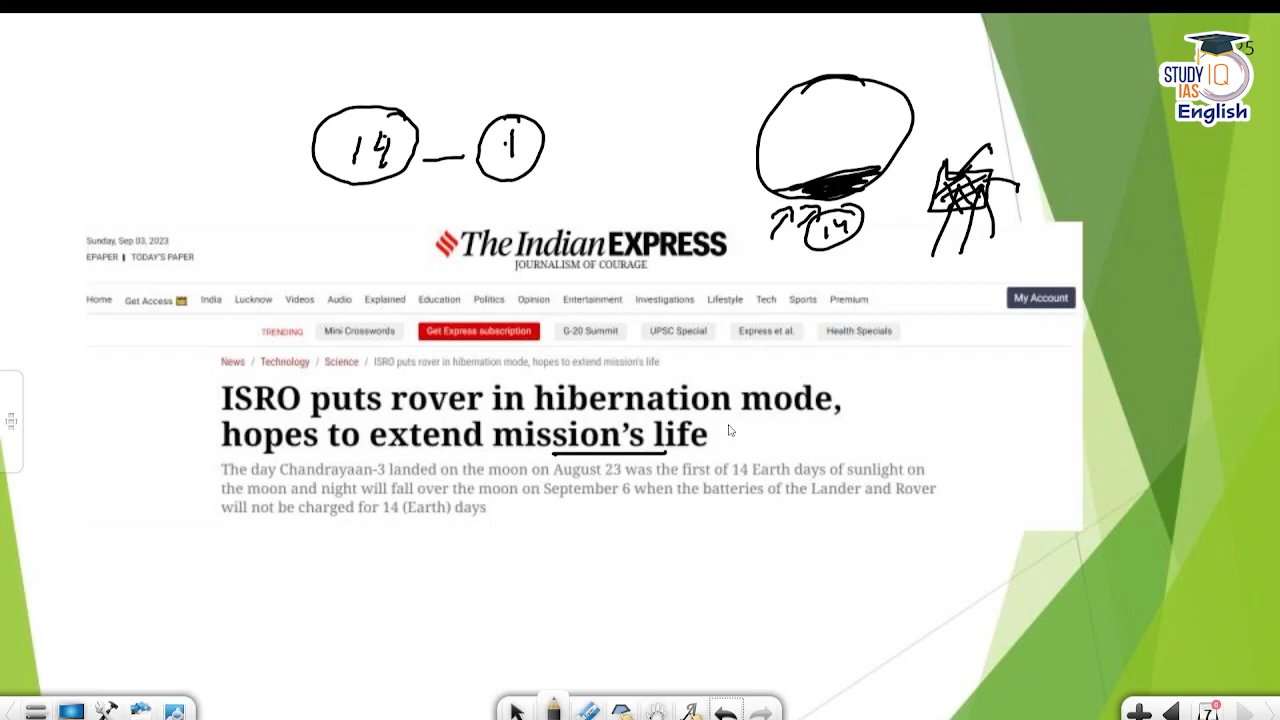 25
STUDY IQ
IAS
English
14 — 1
14
Sunday, Sep 03, 2023
The Indian EXPRESS
JOURNALISM OF COURAGE
EPAPER | TODAY'S PAPER
Home Get Access India Lucknow Videos Audio Explained Education Politics Opinion Entertainment Investigations Lifestyle Tech Sports Premium My Account
TRENDING Mini Crosswords Get Express subscription G-20 Summit UPSC Special Express et al. Health Specials
News / Technology / Science / ISRO puts rover in hibernation mode, hopes to extend mission's life
ISRO puts rover in hibernation mode,
hopes to extend mission's life
The day Chandrayaan-3 landed on the moon on August 23 was the first of 14 Earth days of sunlight on
the moon and night will fall over the moon on September 6 when the batteries of the Lander and Rover
will not be charged for 14 (Earth) days
7